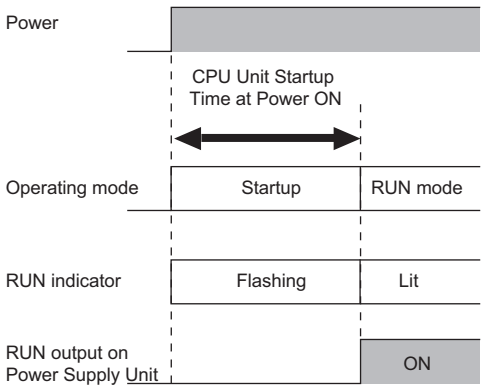 Power
CPU Unit Startup
Time at Power ON
Operating mode
Startup
RUN mode
RUN indicator
Flashing
Lit
RUN output on
Power Supply Unit
ON